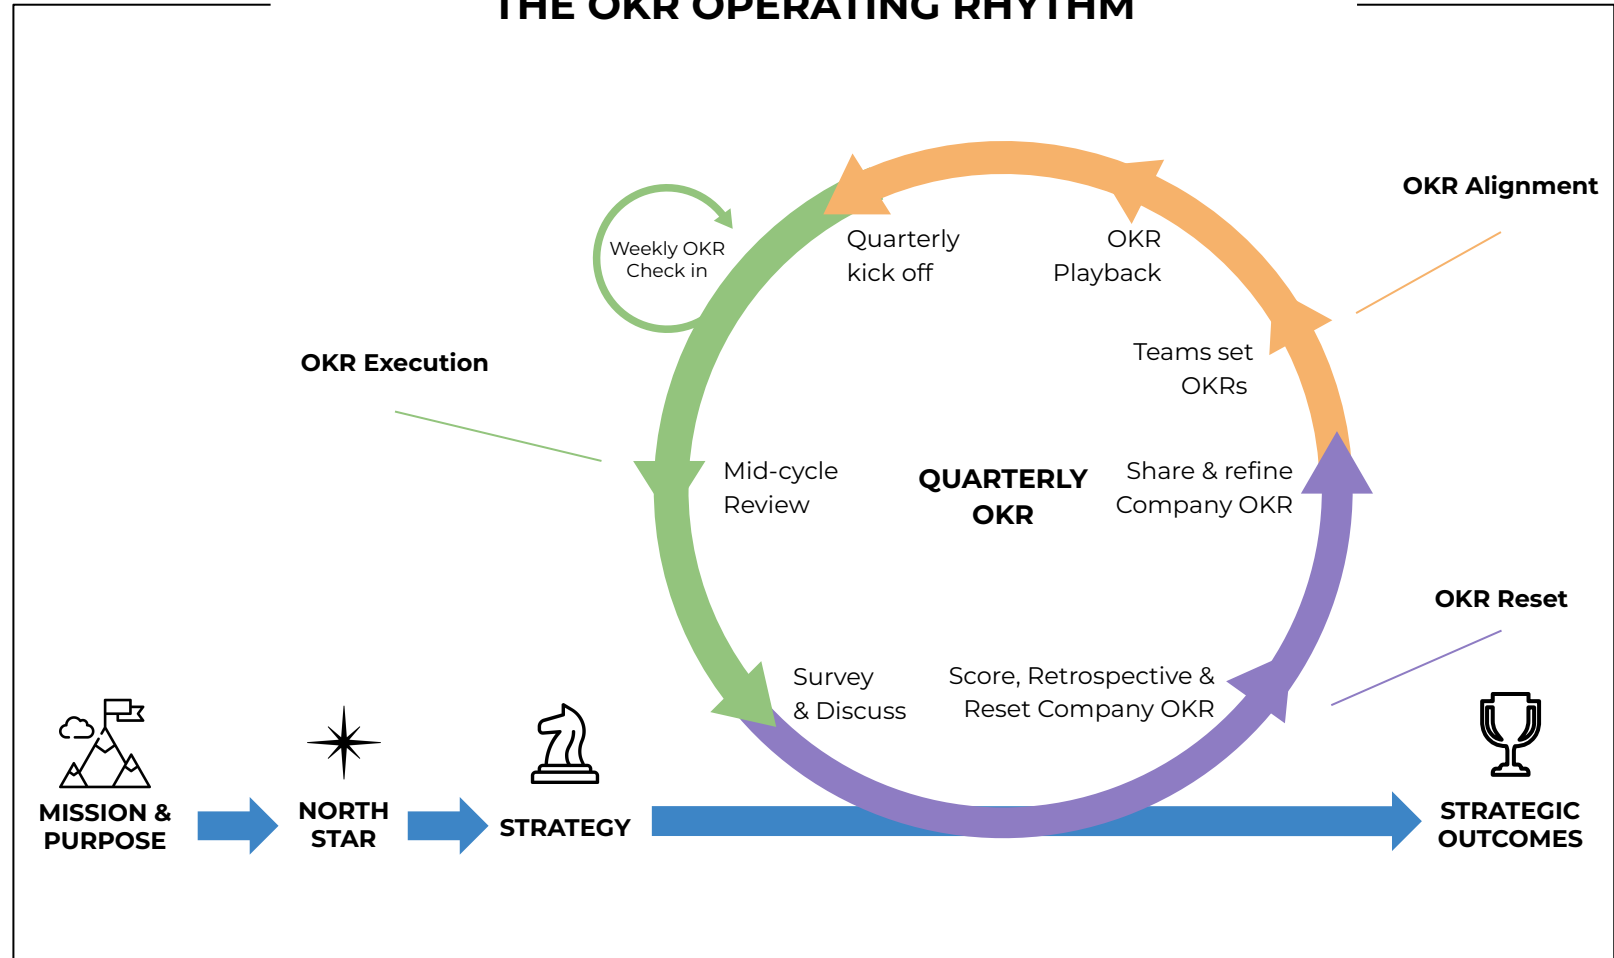 THE OKR OPERATING RHYTHM
OKR Alignment
Weekly OKR
Check in
Quarterly
kick off
OKR
Playback
OKR Execution
Teams set
OKRs
Mid-cycle
Review
QUARTERLY
OKR
Share & refine
Company OKR
OKR Reset
Survey
& Discuss
Score, Retrospective &
Reset Company OKR
MISSION &
PURPOSE
NORTH
STAR
STRATEGY
STRATEGIC
OUTCOMES